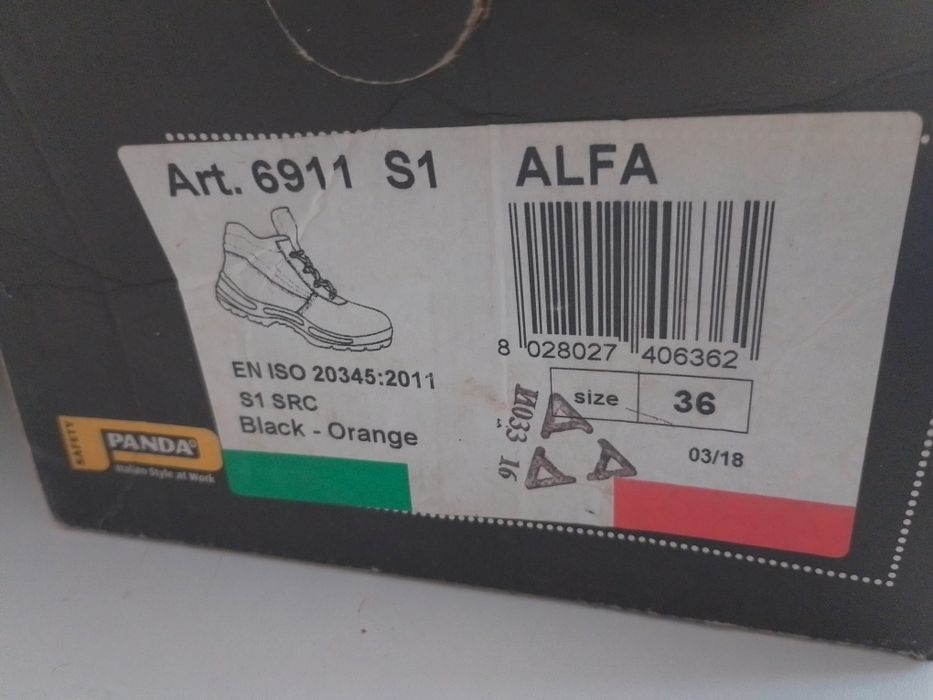 Art. 6911 S1
ALFA
8 028027 406362
EN ISO 20345:2011
S1 SRC
Black - Orange
size 36
03/18
SAFETY
PANDA®
Italian Style at Work